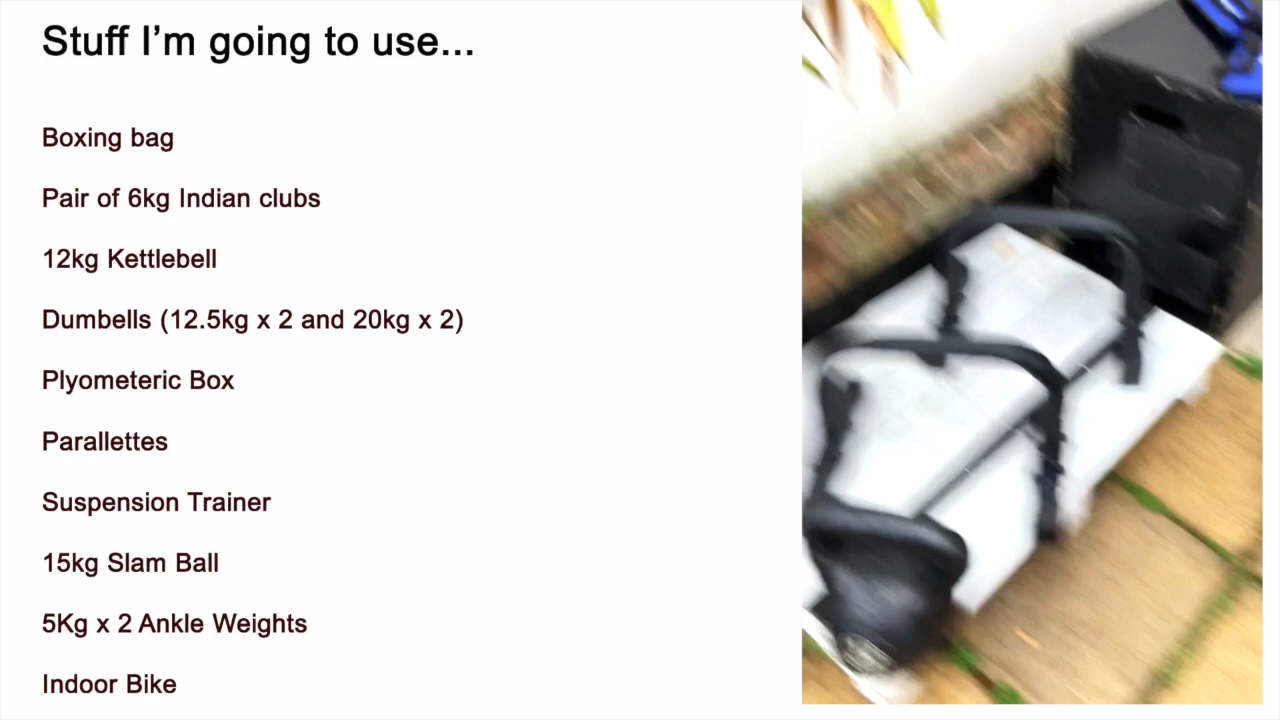 Stuff I’m going to use...
Boxing bag
Pair of 6kg Indian clubs
12kg Kettlebell
Dumbells (12.5kg x 2 and 20kg x 2)
Plyometeric Box
Parallettes
Suspension Trainer
15kg Slam Ball
5Kg x 2 Ankle Weights
Indoor Bike